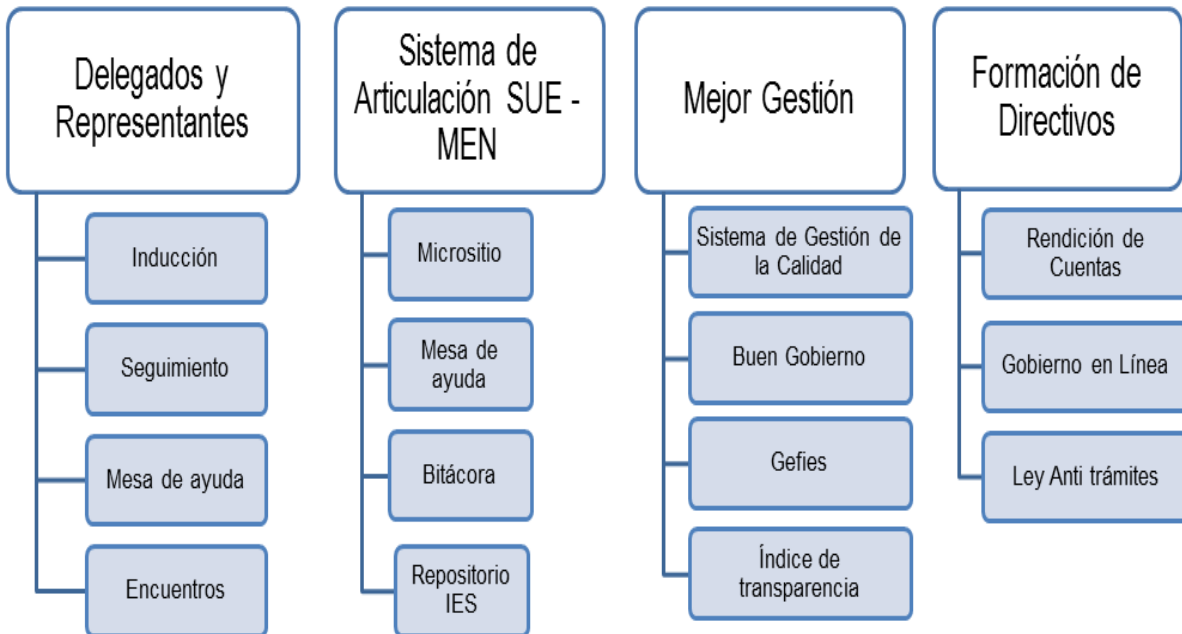 Delegados y
Representantes
Inducción
Seguimiento
Mesa de ayuda
Encuentros
Sistema de
Articulación SUE -
MEN
Micrositio
Mesa de
ayuda
Bitácora
Repositorio
IES
Mejor Gestión
Sistema de Gestión de
la Calidad
Buen Gobierno
Gefies
Índice de
transparencia
Formación de
Directivos
Rendición de
Cuentas
Gobierno en Línea
Ley Anti trámites